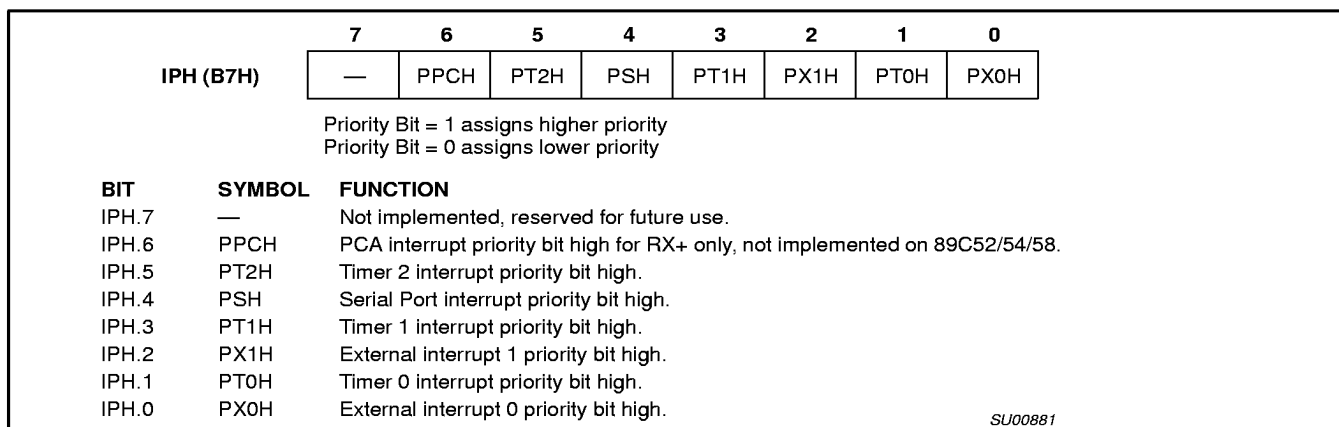 7 6 5 4 3 2 1 0
IPH (B7H) — PPCH PT2H PSH PT1H PX1H PT0H PX0H
Priority Bit = 1 assigns higher priority
Priority Bit = 0 assigns lower priority
BIT SYMBOL FUNCTION
IPH.7 — Not implemented, reserved for future use.
IPH.6 PPCH PCA interrupt priority bit high for RX+ only, not implemented on 89C52/54/58.
IPH.5 PT2H Timer 2 interrupt priority bit high.
IPH.4 PSH Serial Port interrupt priority bit high.
IPH.3 PT1H Timer 1 interrupt priority bit high.
IPH.2 PX1H External interrupt 1 priority bit high.
IPH.1 PT0H Timer 0 interrupt priority bit high.
IPH.0 PX0H External interrupt 0 priority bit high.
SU00881